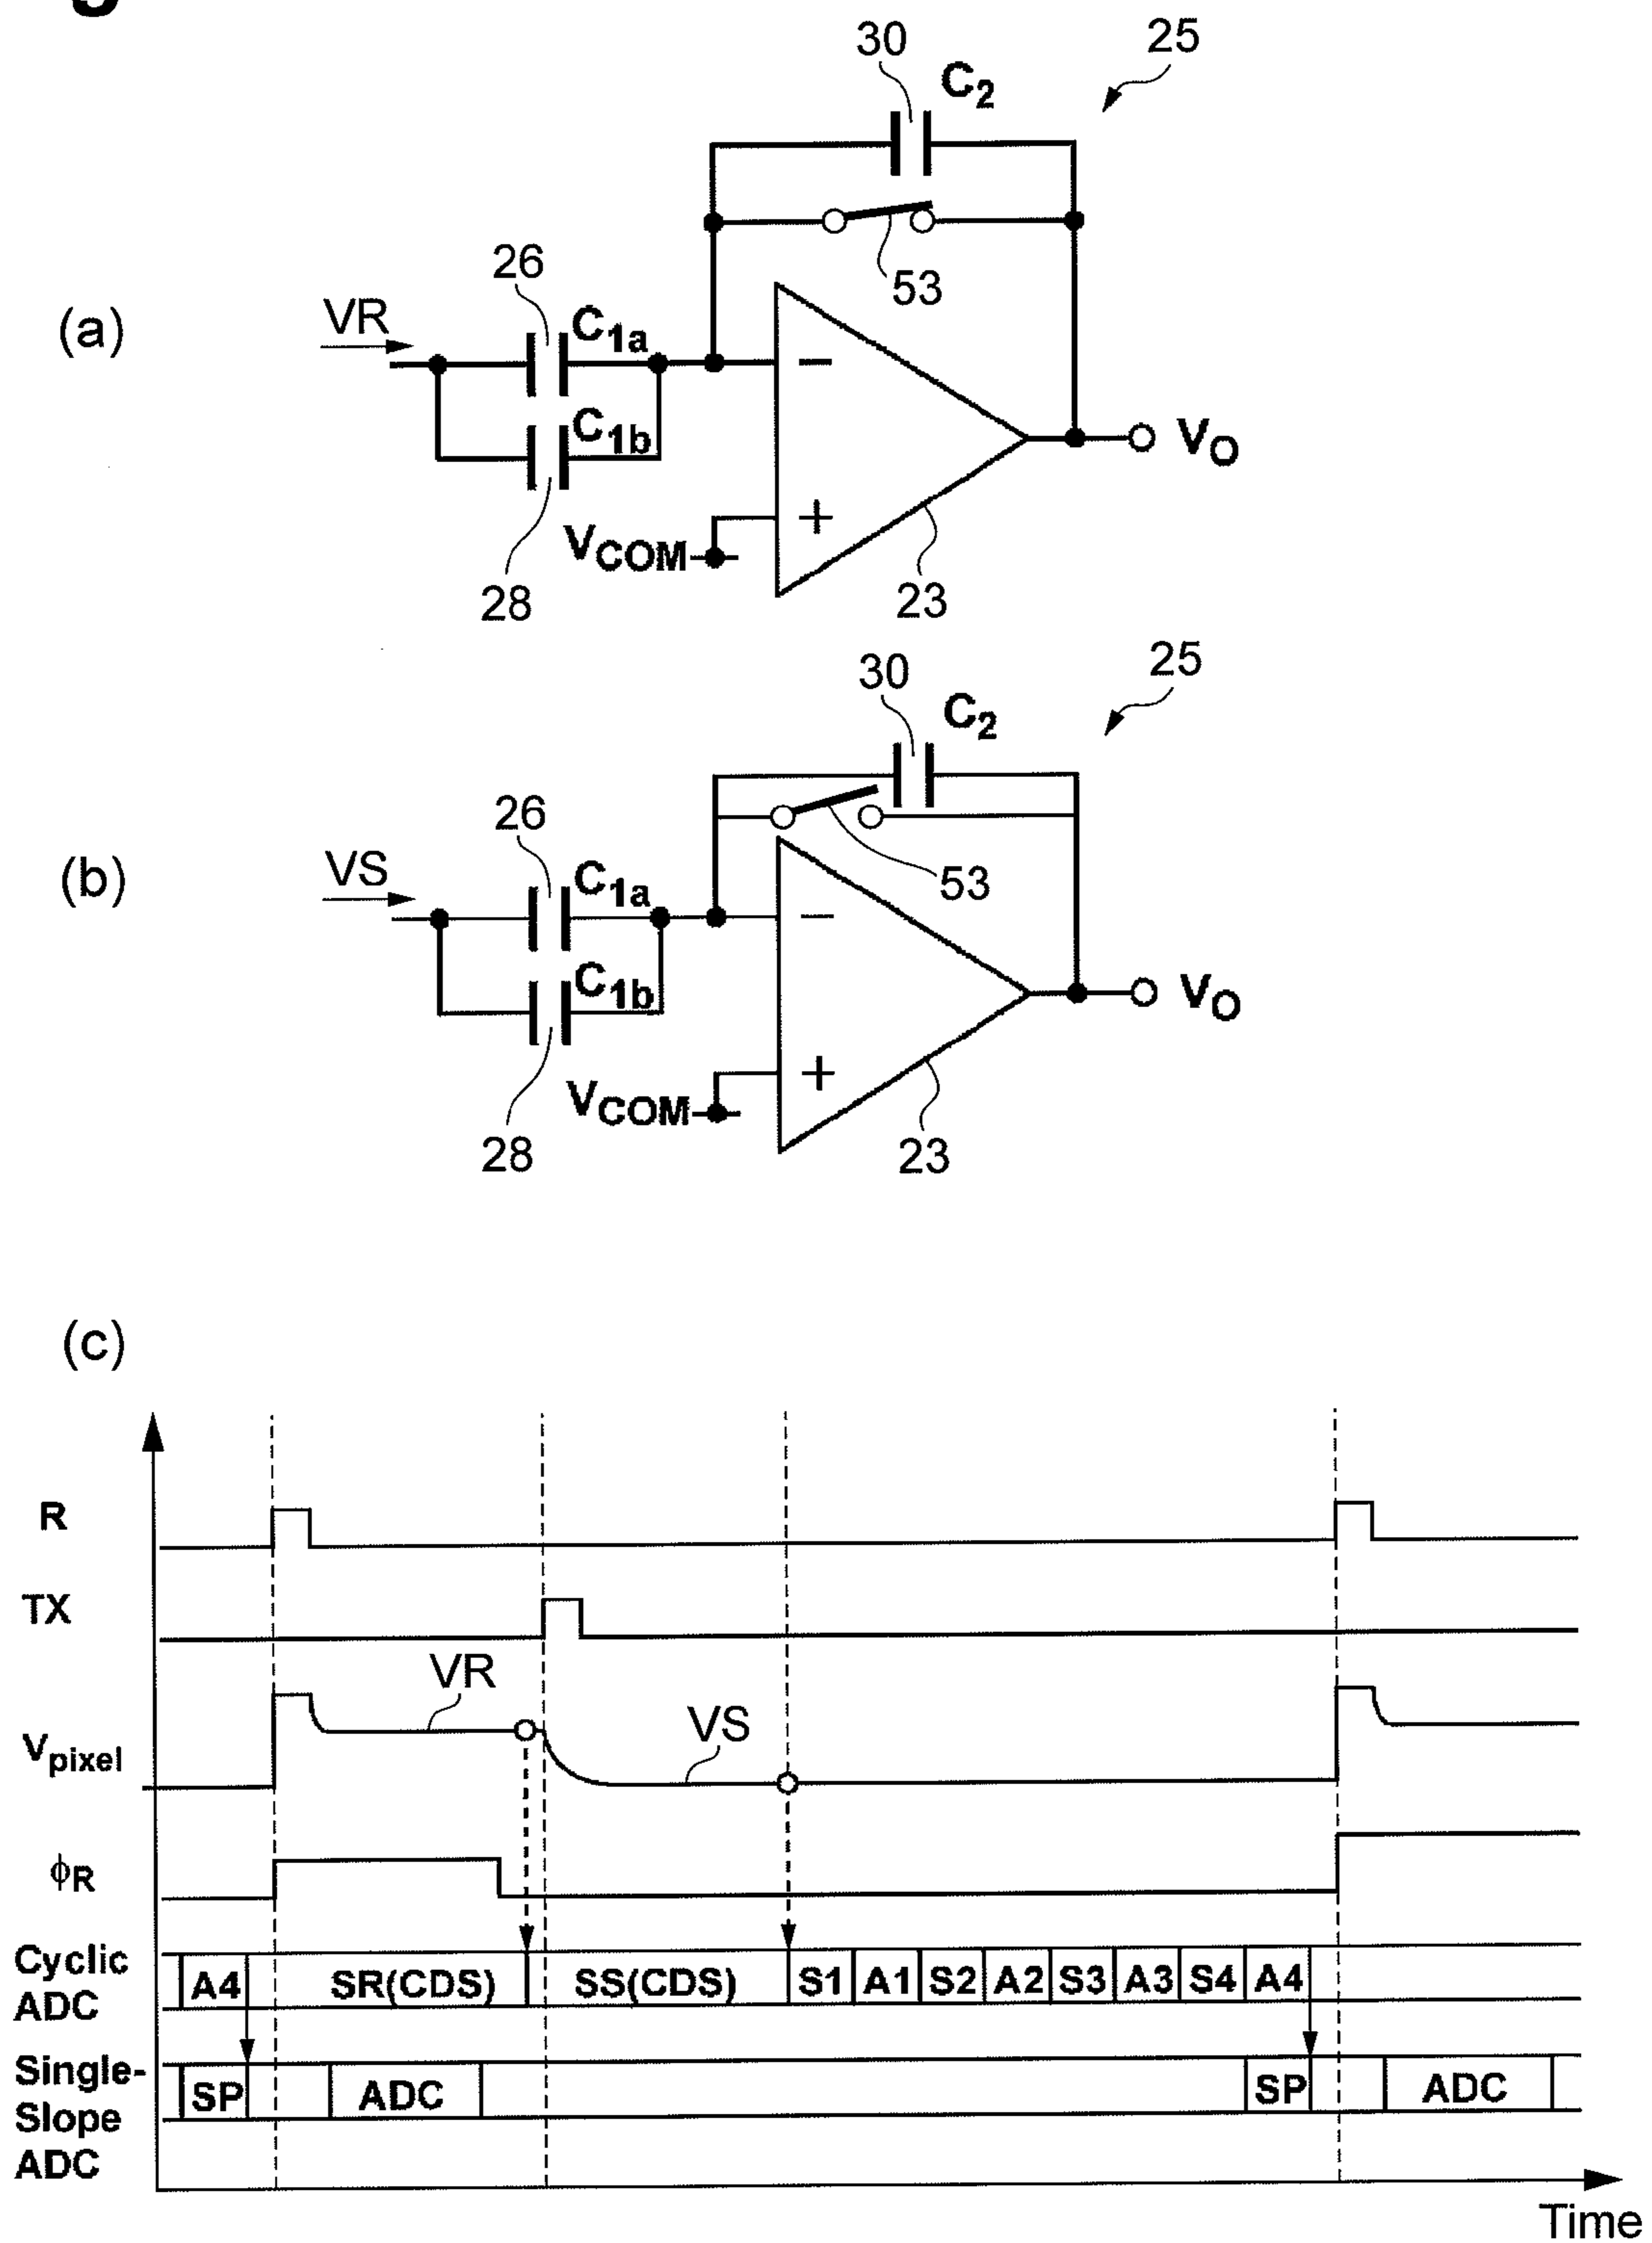 30
C2
25
(a)
VR
26
C1a
53
C1b
−
+
VO
VCOM
28
23
30
C2
25
(b)
VS
26
C1a
53
C1b
−
+
VO
VCOM
28
23
(c)
R
TX
VR
VS
Vpixel
ϕR
Cyclic ADC
A4 SR(CDS) SS(CDS) S1 A1 S2 A2 S3 A3 S4 A4
Single-Slope ADC
SP ADC SP ADC
Time